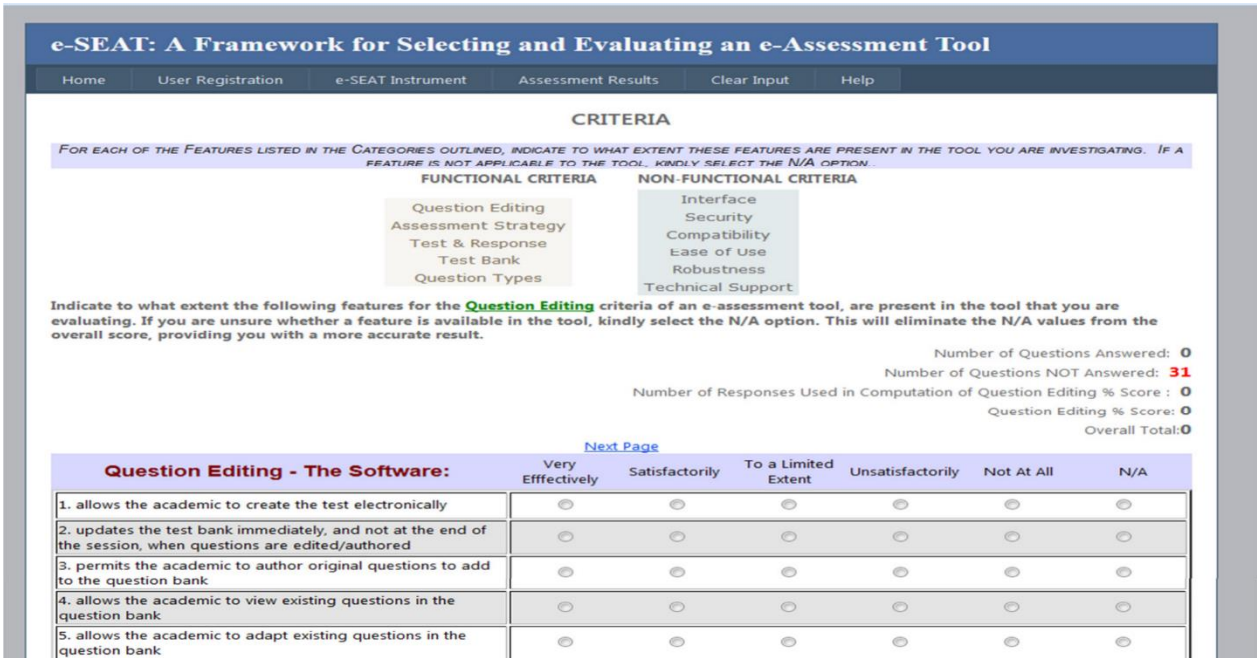 e-SEAT: A Framework for Selecting and Evaluating an e-Assessment Tool
Home User Registration e-SEAT Instrument Assessment Results Clear Input Help
CRITERIA
FOR EACH OF THE FEATURES LISTED IN THE CATEGORIES OUTLINED, INDICATE TO WHAT EXTENT THESE FEATURES ARE PRESENT IN THE TOOL YOU ARE INVESTIGATING. IF A
FEATURE IS NOT APPLICABLE TO THE TOOL, KINDLY SELECT THE N/A OPTION..
FUNCTIONAL CRITERIA
Question Editing
Assessment Strategy
Test & Response
Test Bank
Question Types
NON-FUNCTIONAL CRITERIA
Interface
Security
Compatibility
Ease of Use
Robustness
Technical Support
Indicate to what extent the following features for the Question Editing criteria of an e-assessment tool, are present in the tool that you are
evaluating. If you are unsure whether a feature is available in the tool, kindly select the N/A option. This will eliminate the N/A values from the
overall score, providing you with a more accurate result.
Number of Questions Answered: 0
Number of Questions NOT Answered: 31
Number of Responses Used in Computation of Question Editing % Score : 0
Question Editing % Score: 0
Overall Total:0
Next Page
Question Editing - The Software:
Very
Efffectively
Satisfactorily
To a Limited
Extent
Unsatisfactorily
Not At All
N/A
1. allows the academic to create the test electronically
2. updates the test bank immediately, and not at the end of
the session, when questions are edited/authored
3. permits the academic to author original questions to add
to the question bank
4. allows the academic to view existing questions in the
question bank
5. allows the academic to adapt existing questions in the
question bank